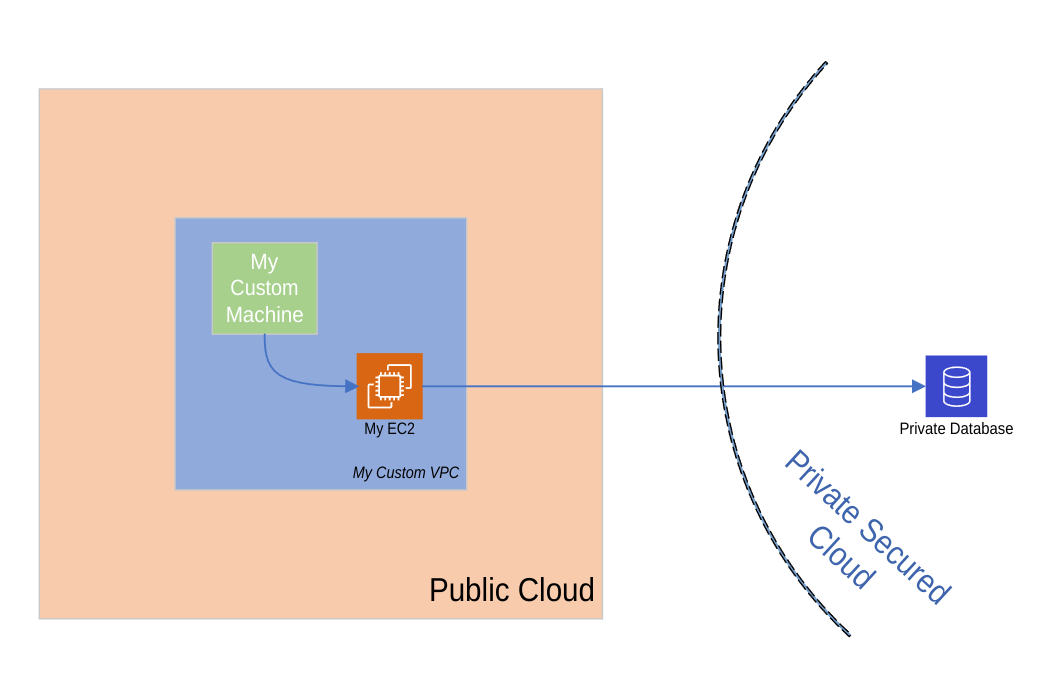 My
Custom
Machine
My EC2
My Custom VPC
Public Cloud
Private Database
Private Secured
Cloud